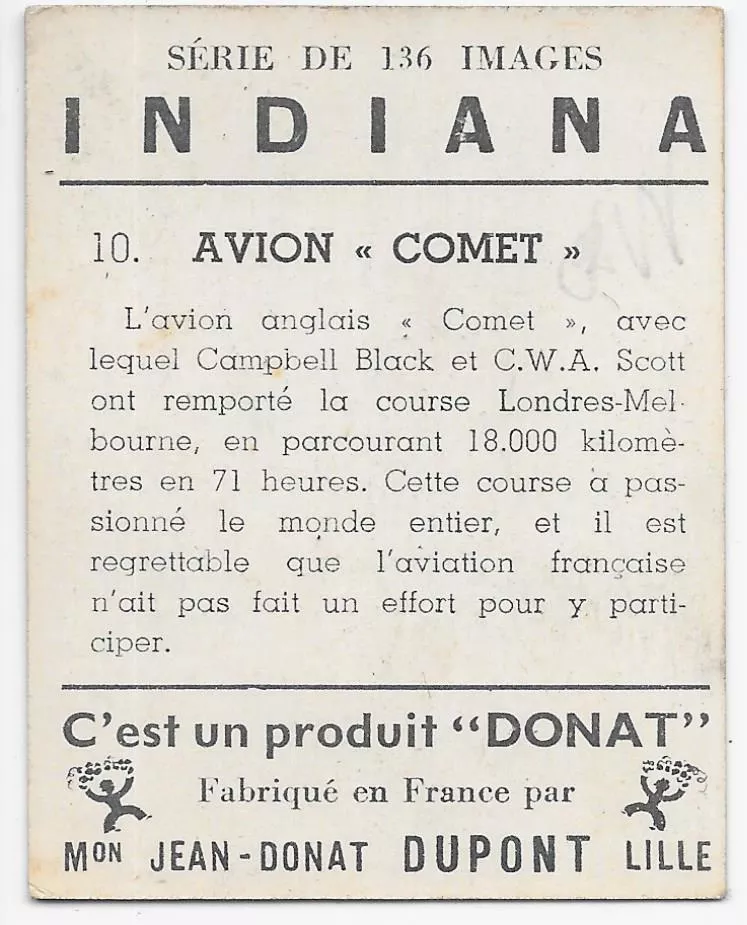 SÉRIE DE 136 IMAGES
INDIANA
10. AVION « COMET »
L'avion anglais « Comet », avec
lequel Campbell Black et C.W.A. Scott
ont remporté la course Londres-Mel-
bourne, en parcourant 18.000 kilomè-
tres en 71 heures. Cette course a pas-
sionné le monde entier, et il est
regrettable que l'aviation française
n'ait pas fait un effort pour y parti-
ciper.
C'est un produit “DONAT”
Fabriqué en France par
MON JEAN-DONAT DUPONT LILLE